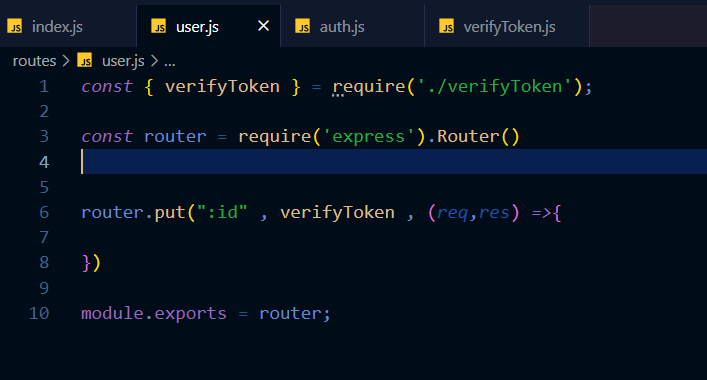 JS index.js JS user.js × JS auth.js JS verifyToken.js
routes > JS user.js > ...
1 const { verifyToken } = require('./verifyToken');
2
3 const router = require('express').Router()
4
5
6 router.put(":id" , verifyToken , (req,res) =>{
7
8 })
9
10 module.exports = router;